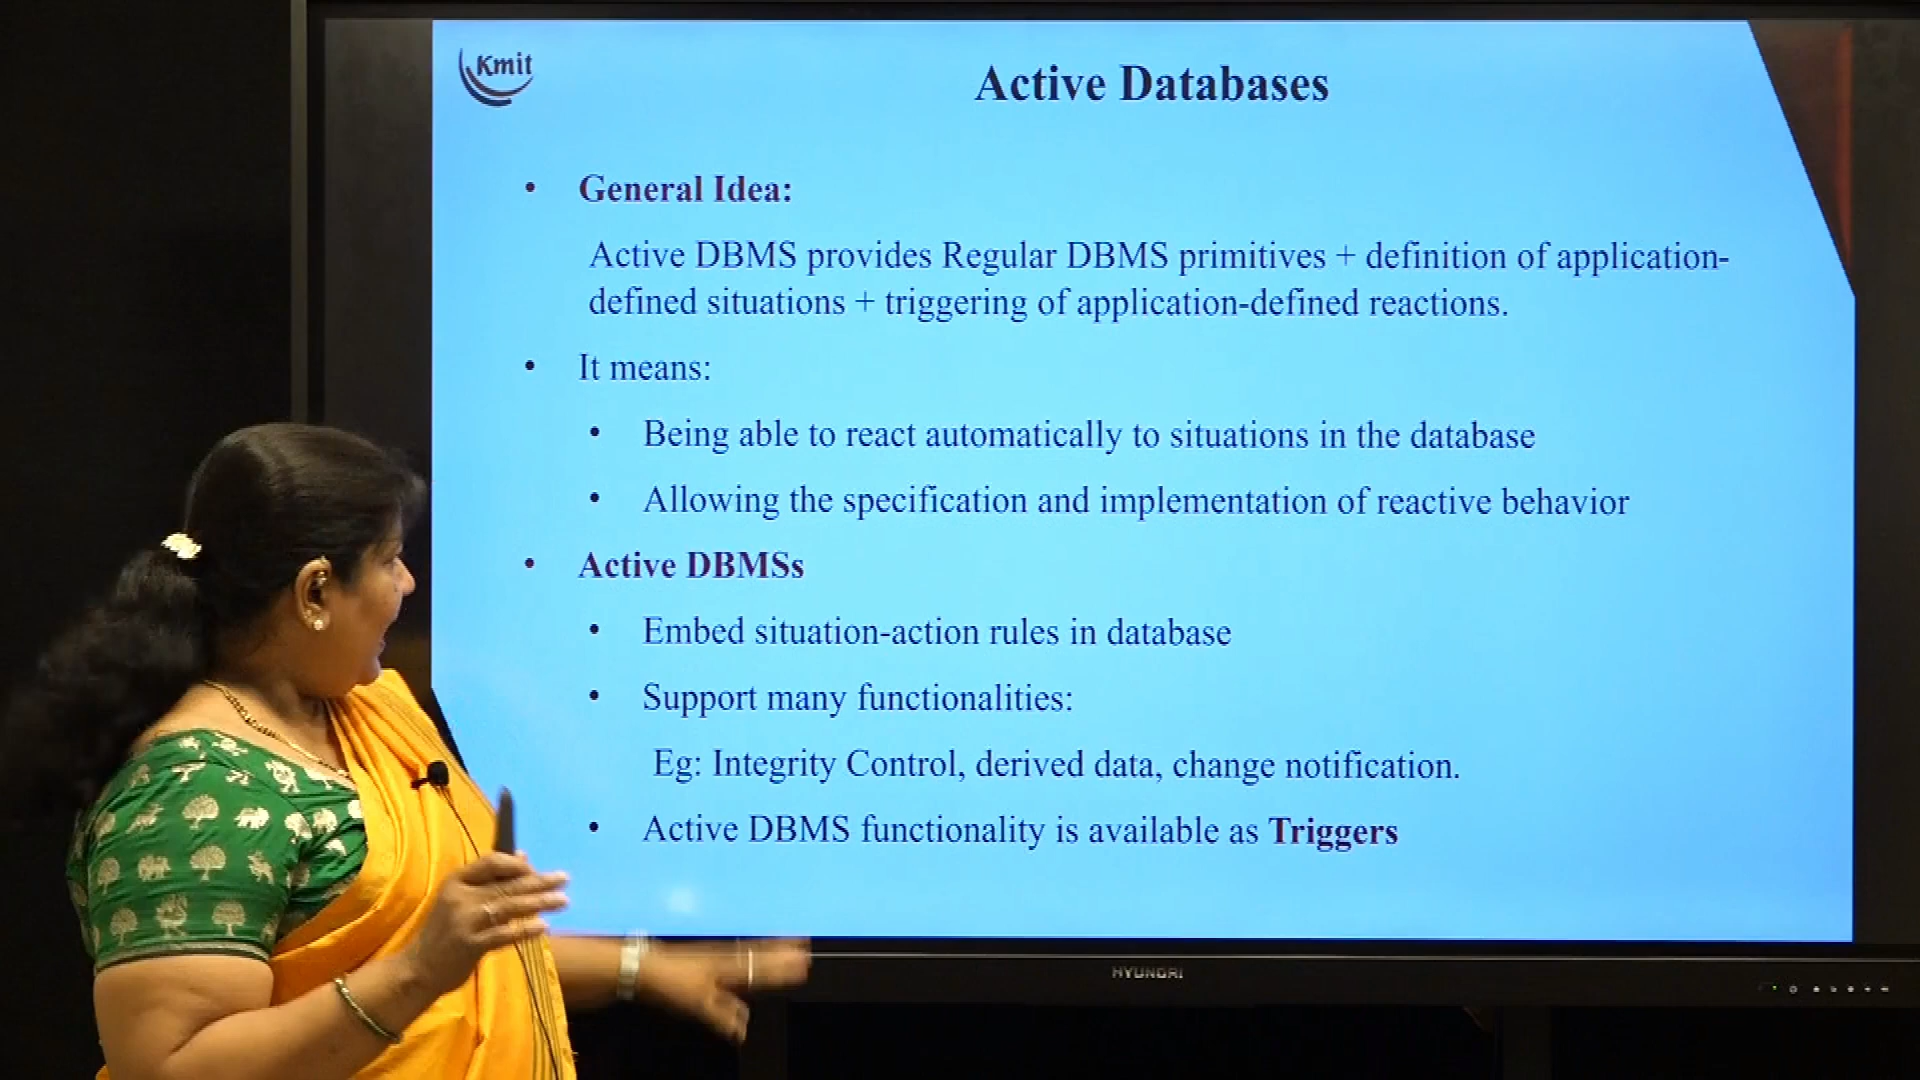 Kmit
Active Databases
• General Idea:
Active DBMS provides Regular DBMS primitives + definition of application-
defined situations + triggering of application-defined reactions.
• It means:
• Being able to react automatically to situations in the database
• Allowing the specification and implementation of reactive behavior
• Active DBMSs
• Embed situation-action rules in database
• Support many functionalities:
Eg: Integrity Control, derived data, change notification.
• Active DBMS functionality is available as Triggers
HYUNDAI